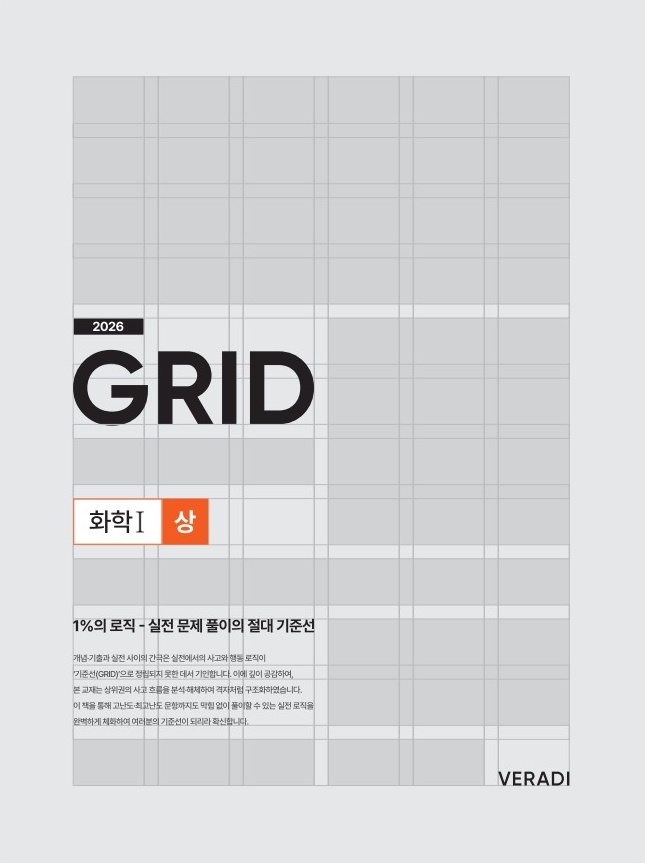 2026
GRID
화학 I
상
1%의 로직 - 실전 문제 풀이의 절대 기준선
개념·기출과 실전 사이의 간극은 실전에서의 사고와 행동 로직이
'기준선(GRID)'으로 정립되지 못한 데서 기인합니다. 이에 깊이 공감하여,
본 교재는 상위권의 사고 흐름을 분석·해체하여 격자처럼 구조화하였습니다.
이 책을 통해 고난도·최고난도 문항까지도 막힘 없이 풀이할 수 있는 실전 로직을
완벽하게 체화하여 여러분의 기준선이 되리라 확신합니다.
VERADI